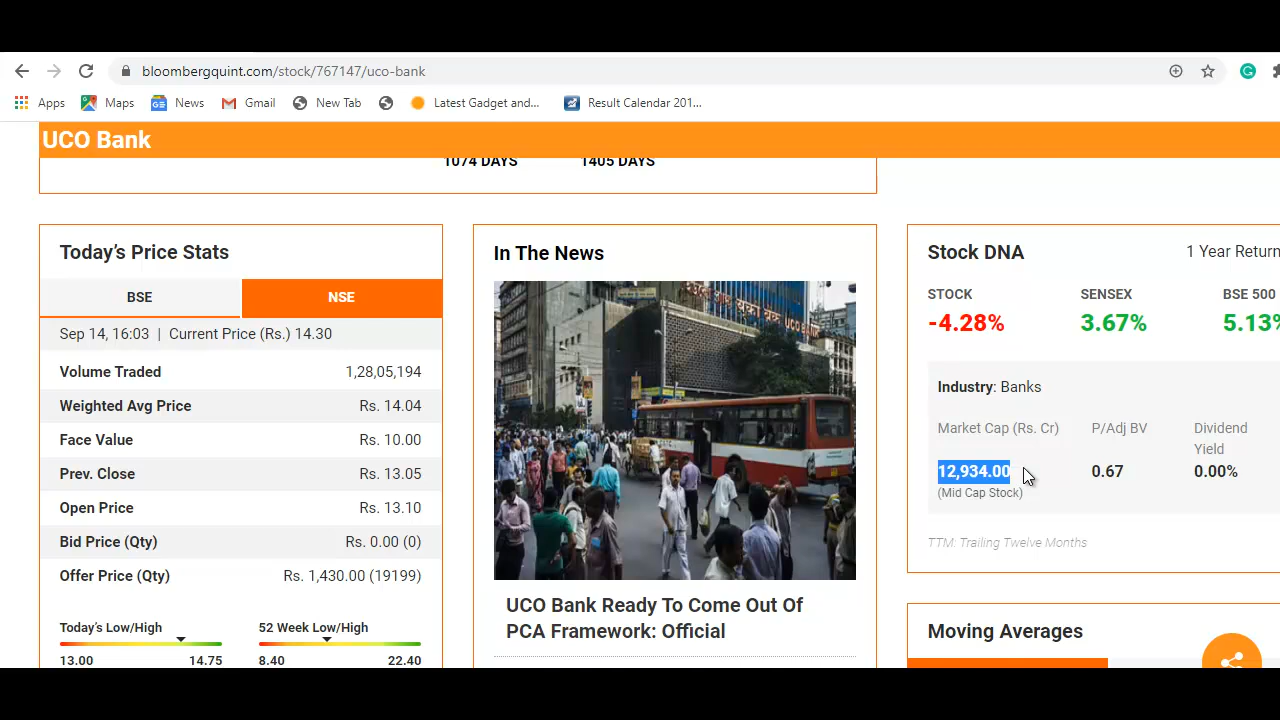 bloombergquint.com/stock/767147/uco-bank
Apps Maps News Gmail New Tab Latest Gadget and... Result Calendar 201...
UCO Bank
1074 DAYS 1405 DAYS
Today’s Price Stats
BSE NSE
Sep 14, 16:03 | Current Price (Rs.) 14.30
Volume Traded 1,28,05,194
Weighted Avg Price Rs. 14.04
Face Value Rs. 10.00
Prev. Close Rs. 13.05
Open Price Rs. 13.10
Bid Price (Qty) Rs. 0.00 (0)
Offer Price (Qty) Rs. 1,430.00 (19199)
Today’s Low/High 52 Week Low/High
13.00 14.75 8.40 22.40
In The News
UCO Bank Ready To Come Out Of
PCA Framework: Official
Stock DNA 1 Year Return
STOCK SENSEX BSE 500
-4.28% 3.67% 5.13%
Industry: Banks
Market Cap (Rs. Cr) P/Adj BV Dividend
Yield
12,934.00 0.67 0.00%
(Mid Cap Stock)
TTM: Trailing Twelve Months
Moving Averages